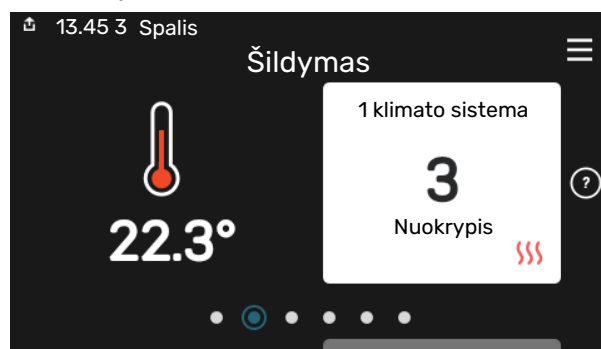 13.45 3 Spalis
Šildymas
1 klimato sistema
3
Nuokrypis
22.3°
?